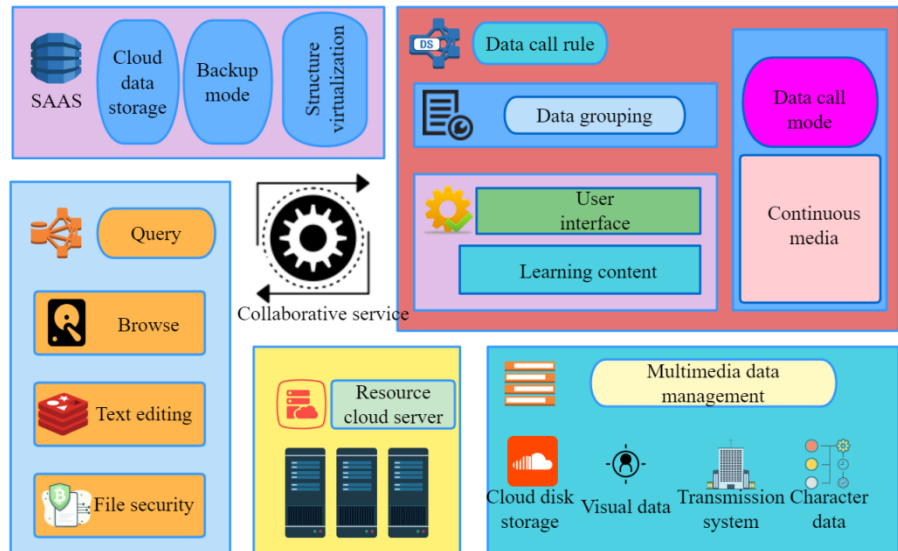 SAAS
Cloud
data
storage
Backup
mode
Structure
virtualization
DS
Data call rule
Data grouping
User
interface
Learning content
Data call
mode
Continuous
media
Query
Browse
Text editing
File security
Collaborative service
Resource
cloud server
Multimedia data
management
Cloud disk
storage
Visual data
Transmission
system
Character
data